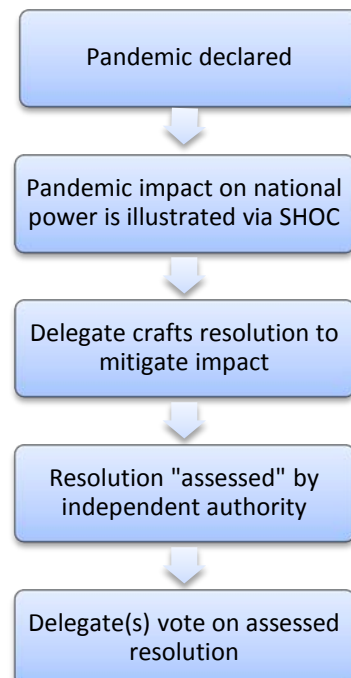 Pandemic declared
Pandemic impact on national
power is illustrated via SHOC
Delegate crafts resolution to
mitigate impact
Resolution "assessed" by
independent authority
Delegate(s) vote on assessed
resolution